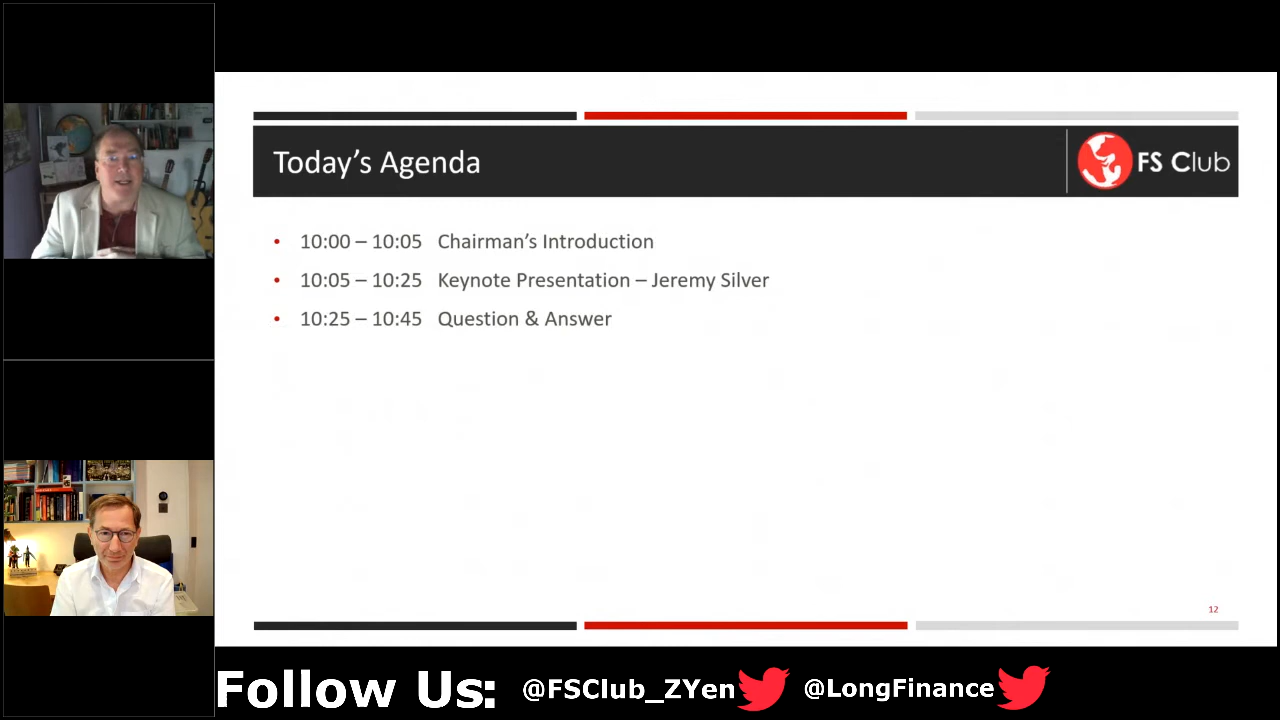 Today's Agenda
FS Club
• 10:00 – 10:05 Chairman's Introduction
• 10:05 – 10:25 Keynote Presentation – Jeremy Silver
• 10:25 – 10:45 Question & Answer
12
Follow Us: @FSClub_ZYen @LongFinance